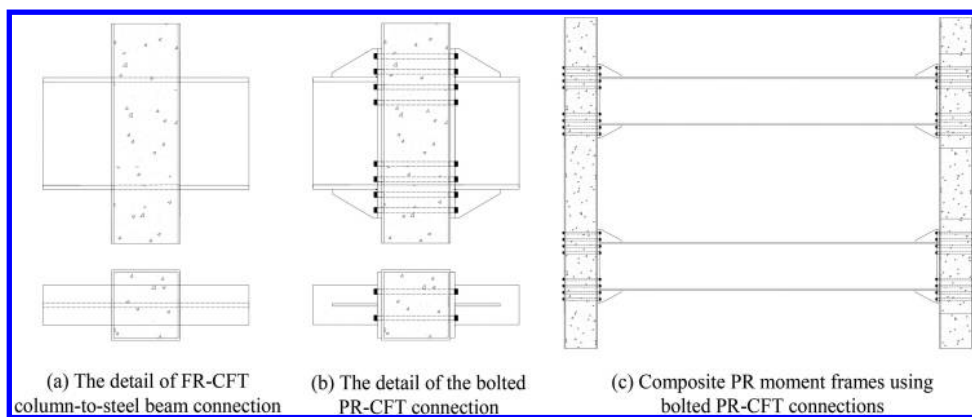 (a) The detail of FR-CFT
column-to-steel beam connection
(b) The detail of the bolted
PR-CFT connection
(c) Composite PR moment frames using
bolted PR-CFT connections